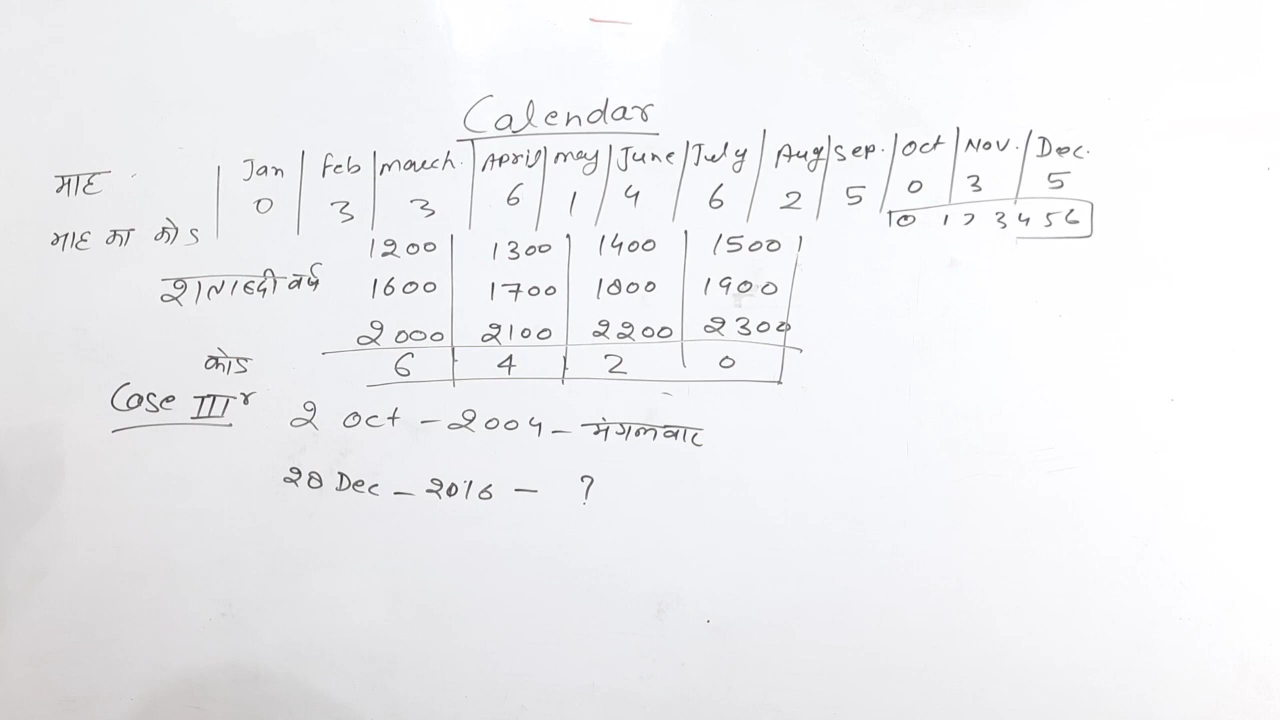 Calendar
माह | Jan | Feb | march. | April | may | June | July | Aug | Sep. | Oct | Nov. | Dec.
माह का कोड | 0 | 3 | 3 | 6 | 1 | 4 | 6 | 2 | 5 | 0 | 3 | 5
0 1 2 3 4 5 6
1200 | 1300 | 1400 | 1500
शताब्दी वर्ष 1600 | 1700 | 1800 | 1900
2000 | 2100 | 2200 | 2300
कोड 6 | 4 | 2 | 0
Case III r 2 Oct - 2004 - मंगलवार
28 Dec - 2016 - ?